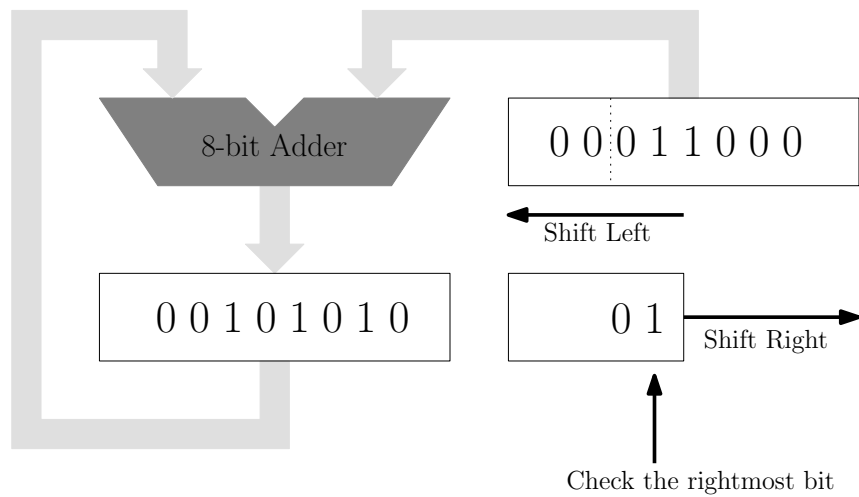 8-bit Adder
0 0 0 1 1 0 0 0
Shift Left
0 0 1 0 1 0 1 0
0 1
Shift Right
Check the rightmost bit